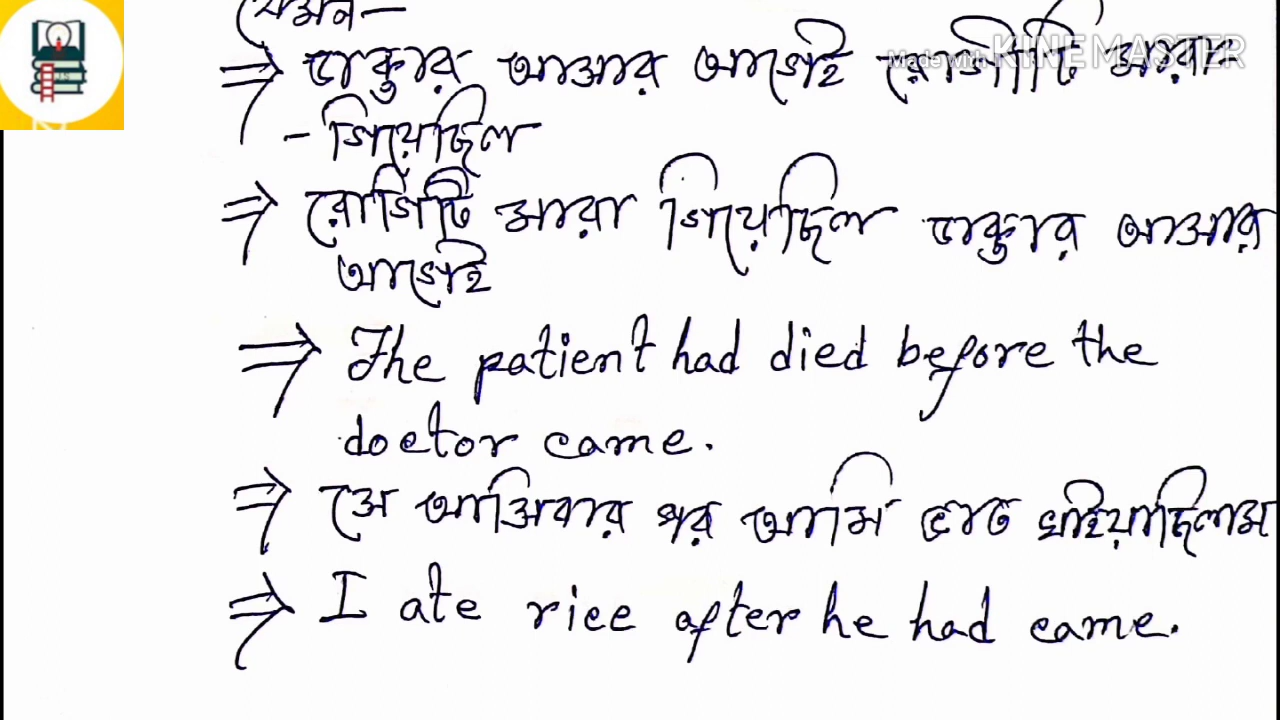 যেমন—
⇒ ডাক্তার আসার আগেই রোগীটি মারা
Made with KINEMASTER
- গিয়েছিল
⇒ রোগিটি মারা গিয়েছিল ডাক্তার আসার
আগেই
⇒ The patient had died before the
doctor came.
⇒ সে আসিবার পর আমি ভাত খাইয়াছিলাম
⇒ I ate rice after he had came.